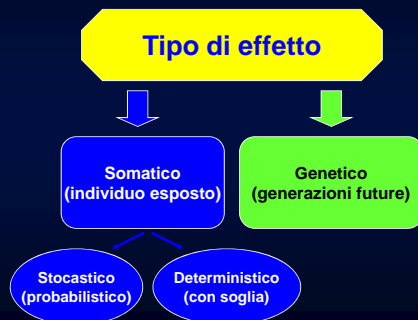 Tipo di effetto
Somatico
(individuo esposto)
Genetico
(generazioni future)
Stocastico
(probabilistico)
Deterministico
(con soglia)